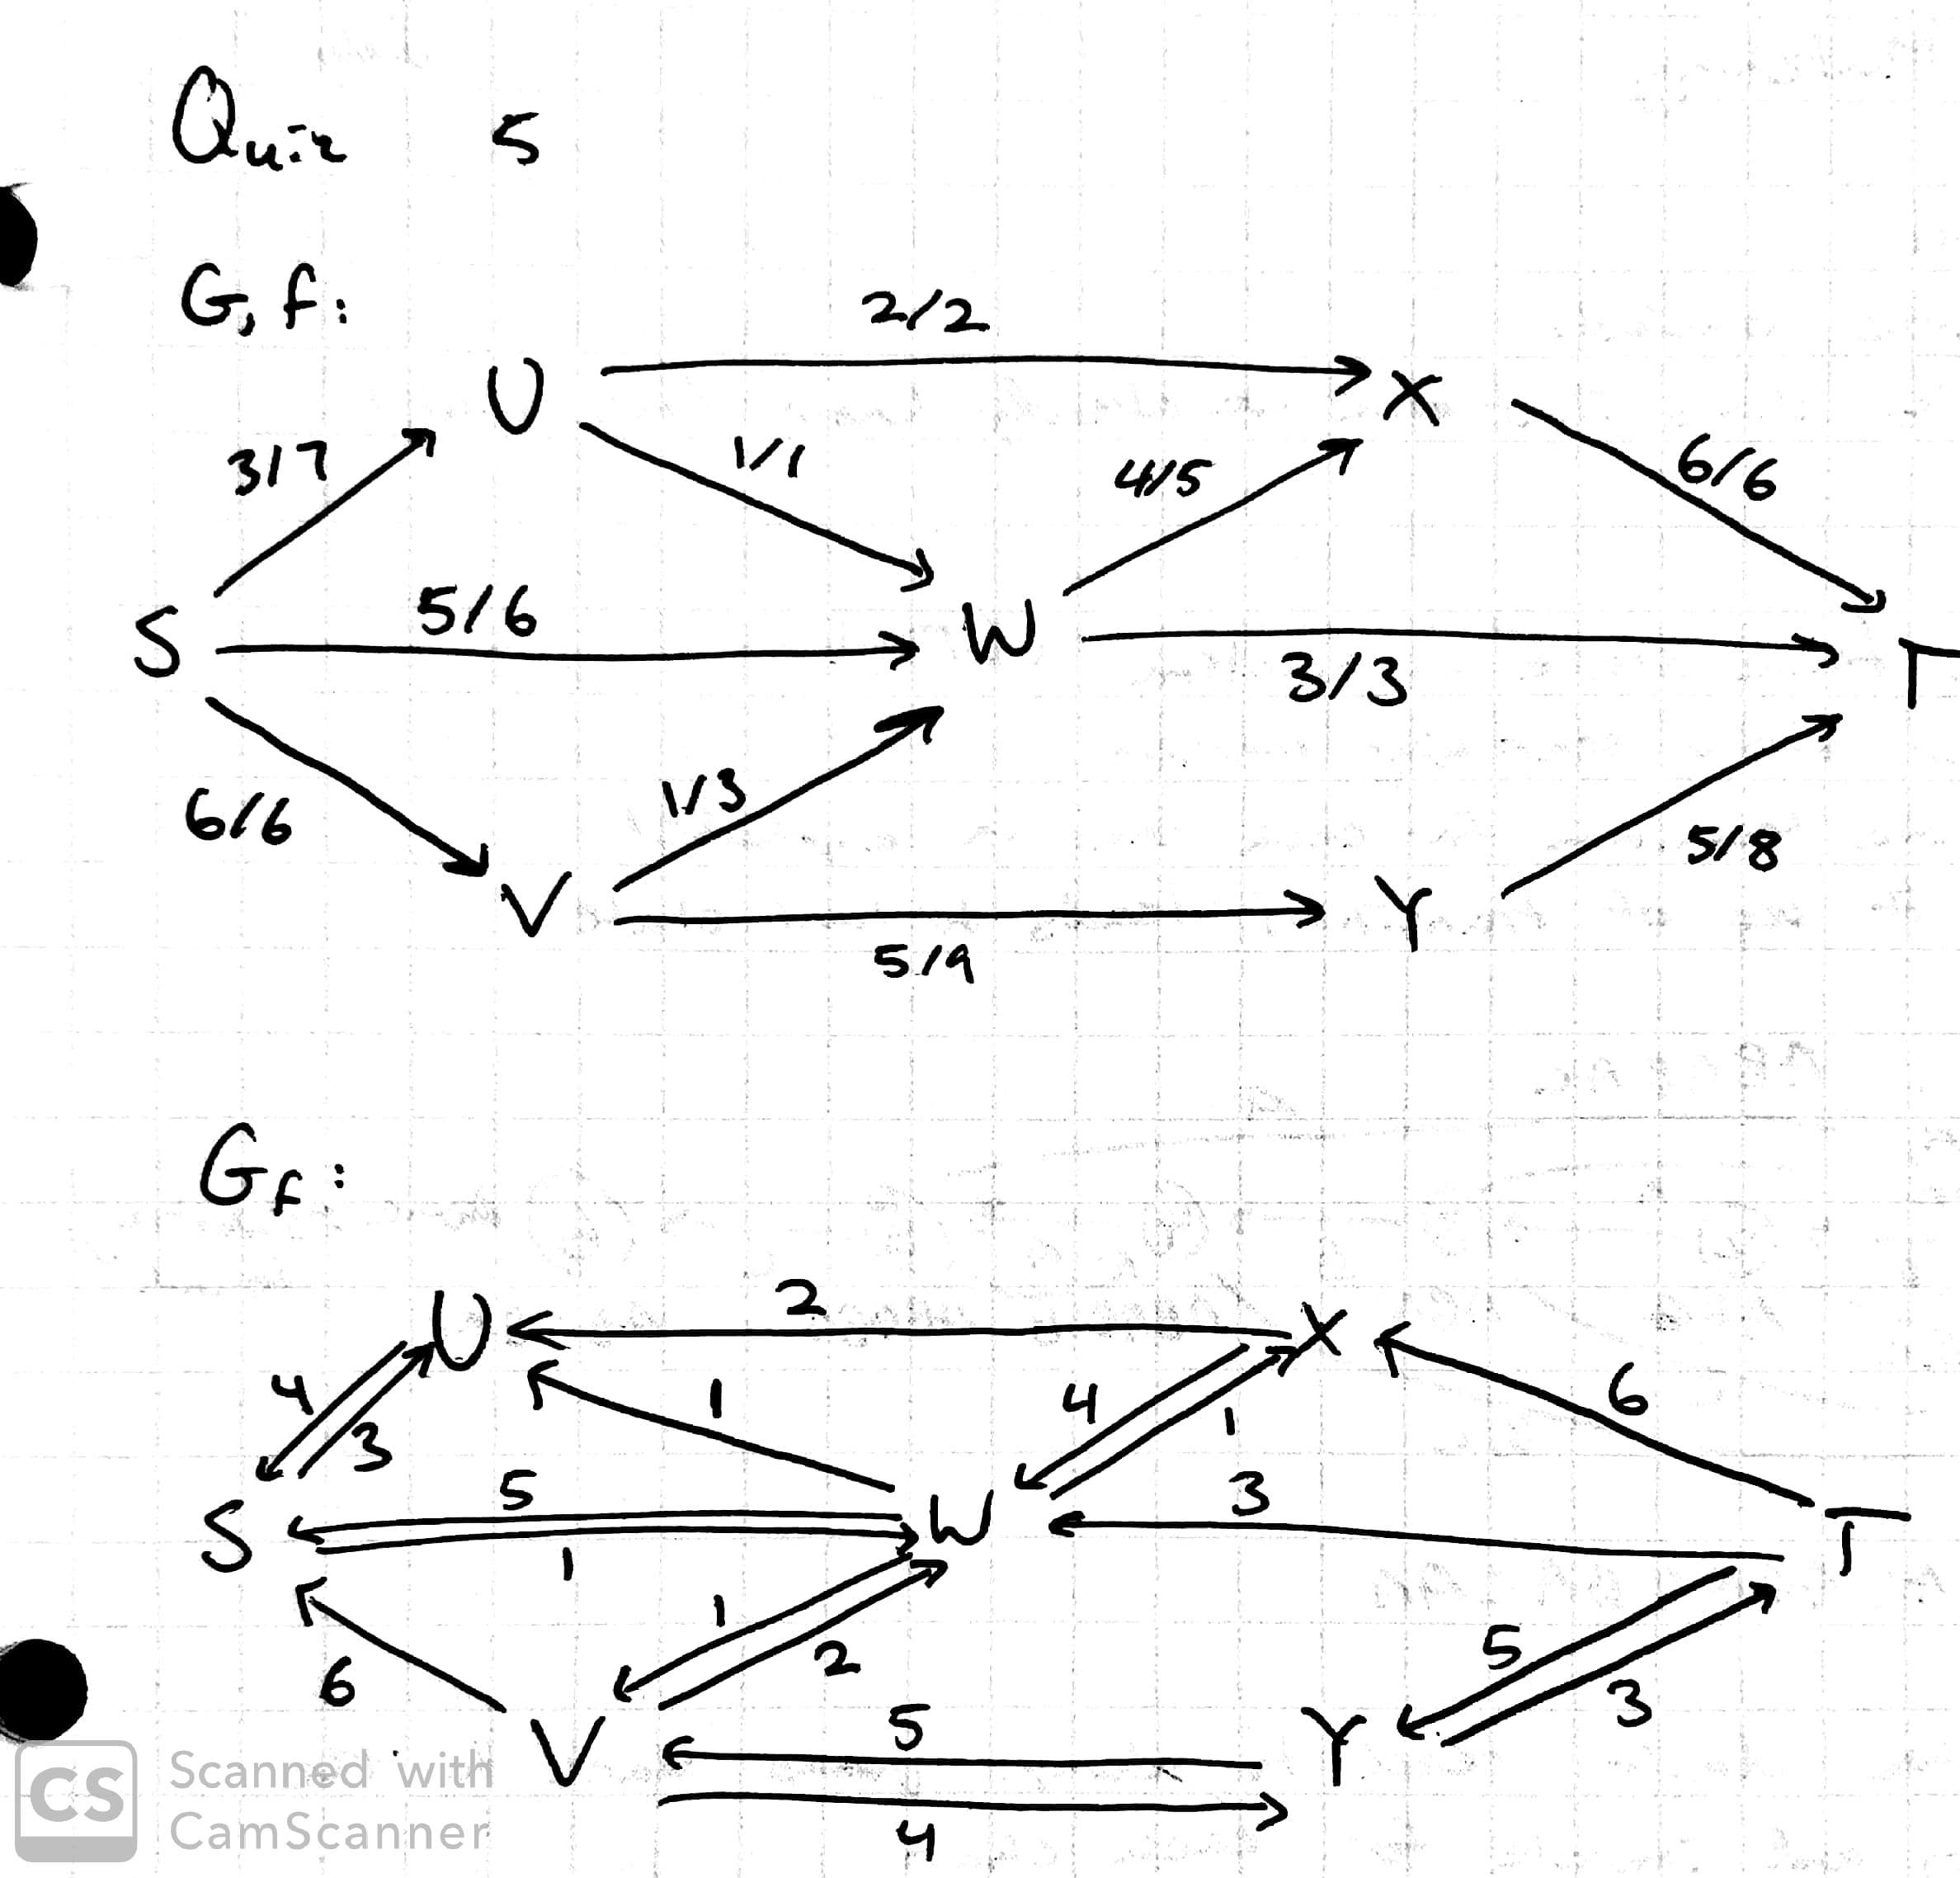 Quiz 5
G, f:
2/2
U X
3/7 1/1 4/5 6/6
5/6
S W T
3/3
6/6 1/3 5/8
V Y
5/9
Gf:
2
U X
4 3 1 4 1 6
5 3
S W T
1
6 1 2 5 3
5
V Y
4
CS Scanned with
CamScanner